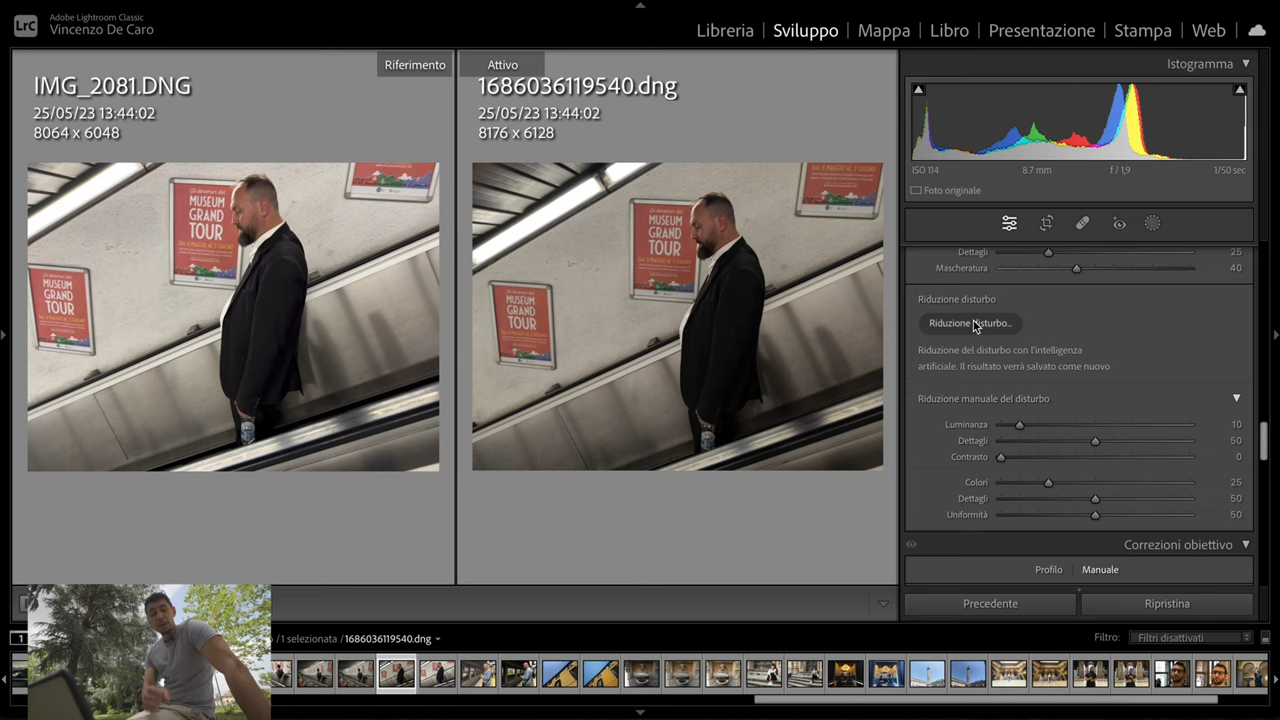 LrC
Adobe Lightroom Classic
Vincenzo De Caro
Libreria | Sviluppo | Mappa | Libro | Presentazione | Stampa | Web
Riferimento
IMG_2081.DNG
25/05/23 13:44:02
8064 x 6048
Attivo
1686036119540.dng
25/05/23 13:44:02
8176 x 6128
MUSEUM
GRAND
TOUR
MUSEUM
GRAND
TOUR
MUSEUM
GRAND
TOUR
MUSEUM
GRAND
TOUR
Istogramma
ISO 114 8.7 mm f / 1,9 1/50 sec
Foto originale
Dettagli 25
Mascheratura 40
Riduzione disturbo
Riduzione disturbo...
Riduzione del disturbo con l'intelligenza
artificiale. Il risultato verrà salvato come nuovo
Riduzione manuale del disturbo
Luminanza 10
Dettagli 50
Contrasto 0
Colori 25
Dettagli 50
Uniformità 50
Correzioni obiettivo
Profilo | Manuale
Precedente Ripristina
1
/1 selezionata /1686036119540.dng
Filtro: Filtri disattivati